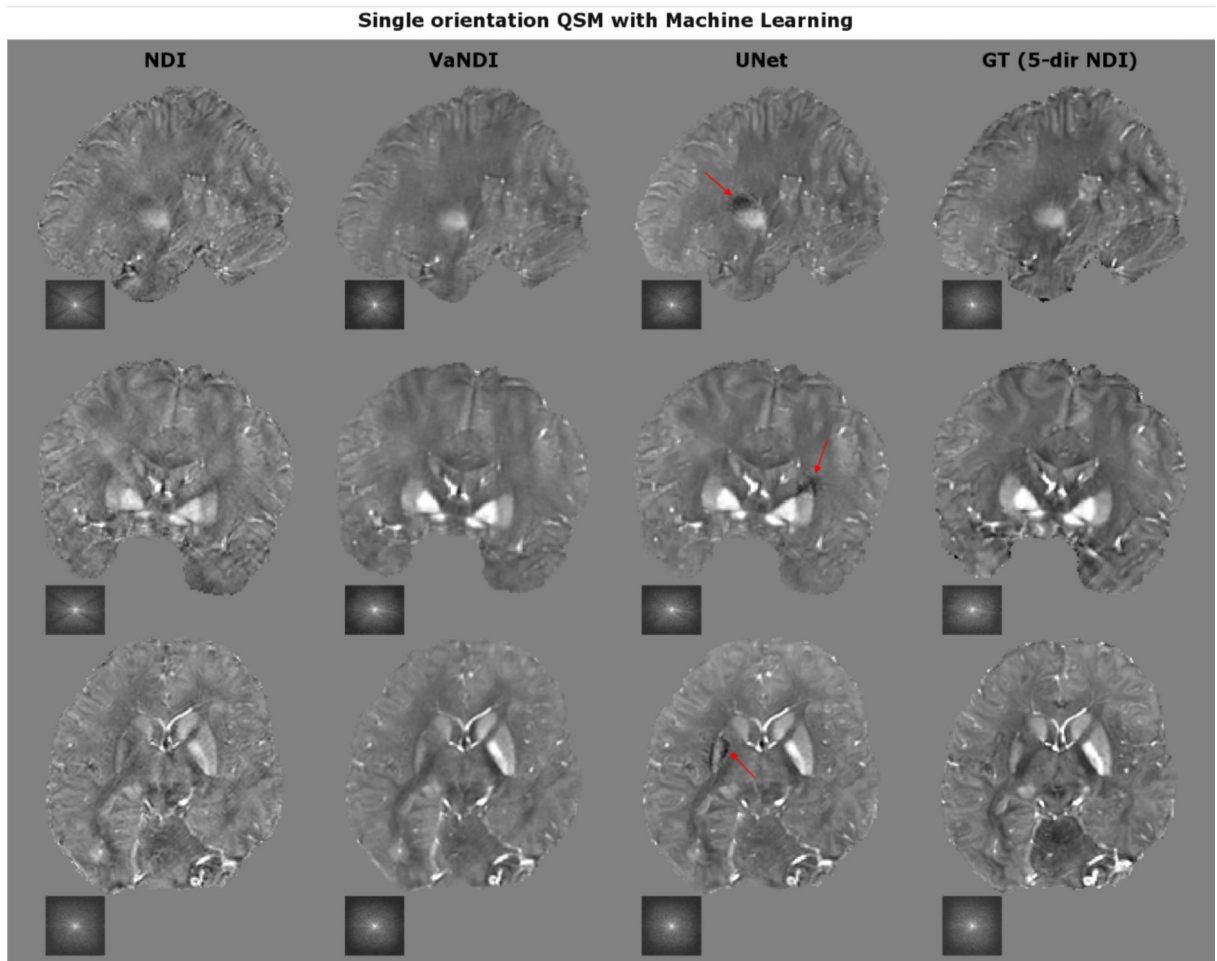 Single orientation QSM with Machine Learning
NDI VaNDI UNet GT (5-dir NDI)